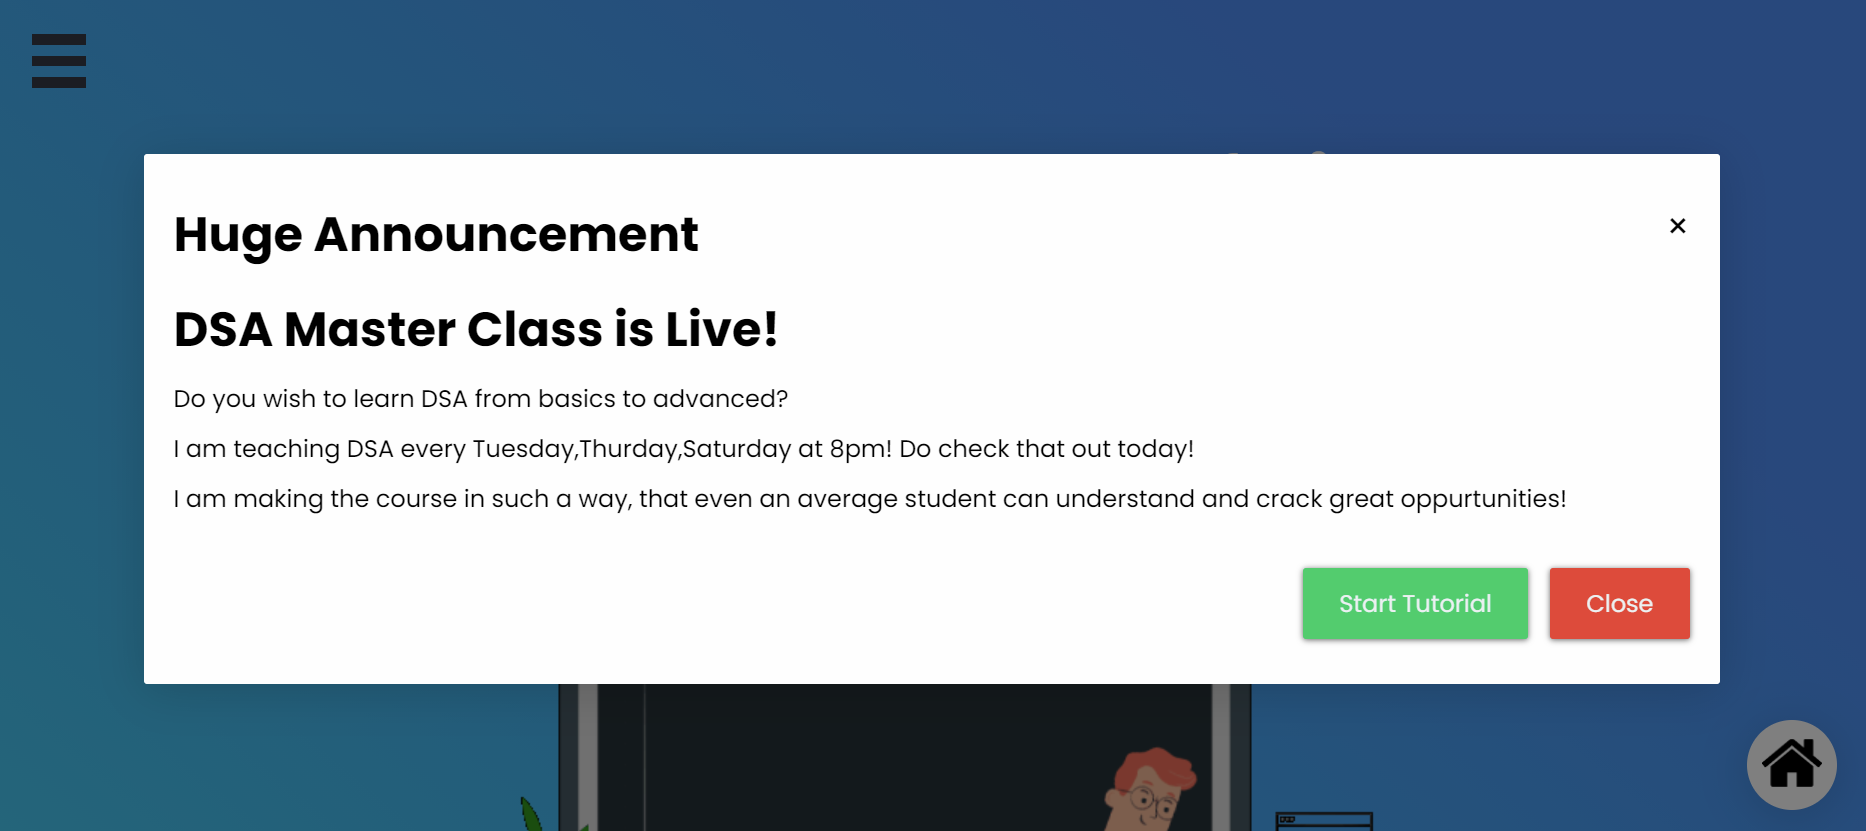 Huge Announcement
×
DSA Master Class is Live!
Do you wish to learn DSA from basics to advanced?
I am teaching DSA every Tuesday,Thurday,Saturday at 8pm! Do check that out today!
I am making the course in such a way, that even an average student can understand and crack great oppurtunities!
Start Tutorial
Close